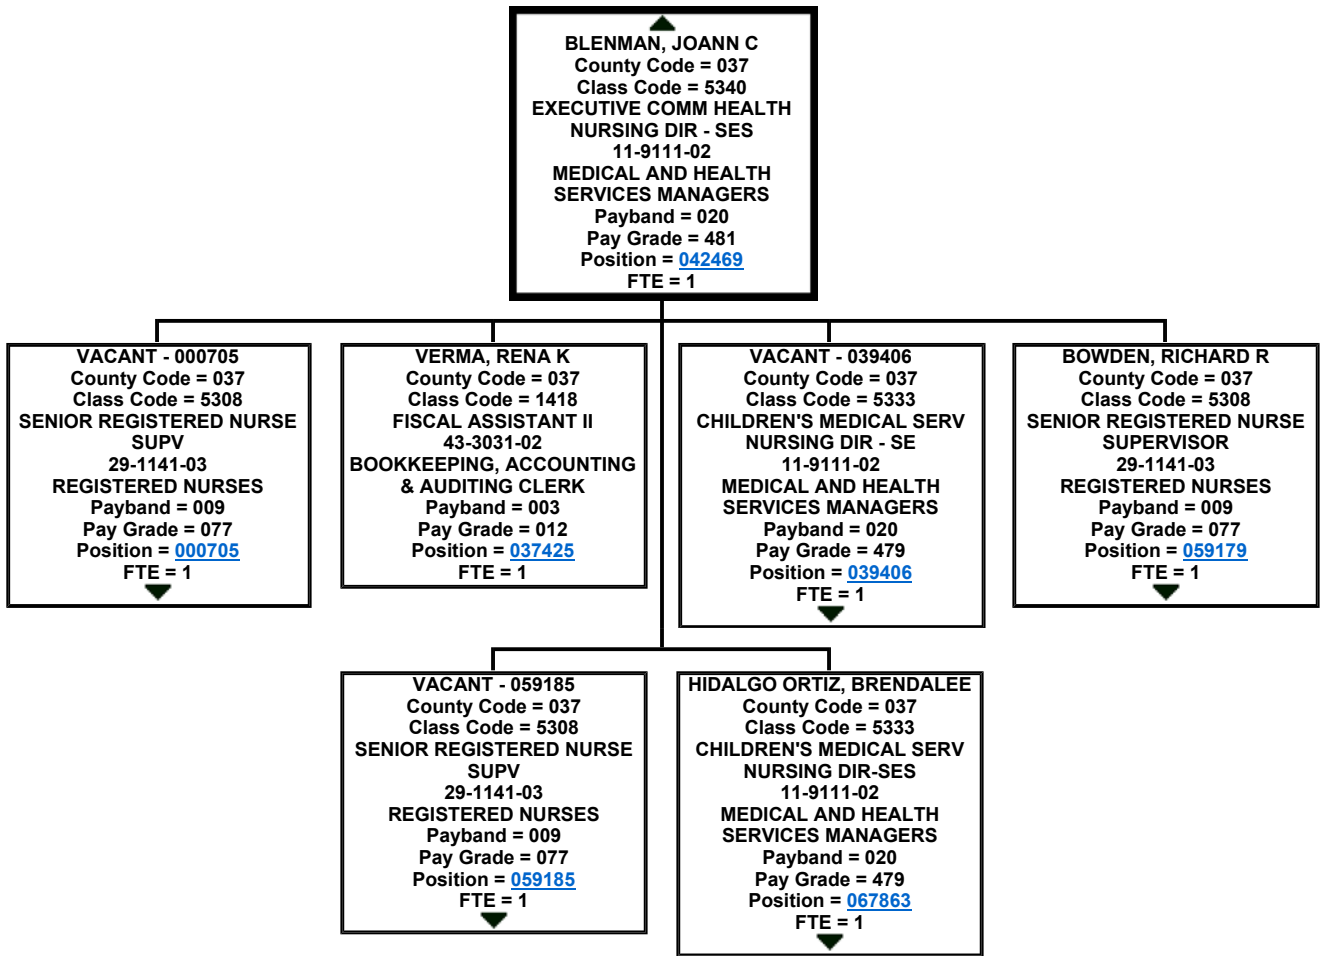 BLENMAN, JOANN C
County Code = 037
Class Code = 5340
EXECUTIVE COMM HEALTH
NURSING DIR - SES
11-9111-02
MEDICAL AND HEALTH
SERVICES MANAGERS
Payband = 020
Pay Grade = 481
Position = 042469
FTE = 1
VACANT - 000705
County Code = 037
Class Code = 5308
SENIOR REGISTERED NURSE
SUPV
29-1141-03
REGISTERED NURSES
Payband = 009
Pay Grade = 077
Position = 000705
FTE = 1
VERMA, RENA K
County Code = 037
Class Code = 1418
FISCAL ASSISTANT II
43-3031-02
BOOKKEEPING, ACCOUNTING
& AUDITING CLERK
Payband = 003
Pay Grade = 012
Position = 037425
FTE = 1
VACANT - 039406
County Code = 037
Class Code = 5333
CHILDREN'S MEDICAL SERV
NURSING DIR - SE
11-9111-02
MEDICAL AND HEALTH
SERVICES MANAGERS
Payband = 020
Pay Grade = 479
Position = 039406
FTE = 1
BOWDEN, RICHARD R
County Code = 037
Class Code = 5308
SENIOR REGISTERED NURSE
SUPERVISOR
29-1141-03
REGISTERED NURSES
Payband = 009
Pay Grade = 077
Position = 059179
FTE = 1
VACANT - 059185
County Code = 037
Class Code = 5308
SENIOR REGISTERED NURSE
SUPV
29-1141-03
REGISTERED NURSES
Payband = 009
Pay Grade = 077
Position = 059185
FTE = 1
HIDALGO ORTIZ, BRENDALEE
County Code = 037
Class Code = 5333
CHILDREN'S MEDICAL SERV
NURSING DIR-SES
11-9111-02
MEDICAL AND HEALTH
SERVICES MANAGERS
Payband = 020
Pay Grade = 479
Position = 067863
FTE = 1